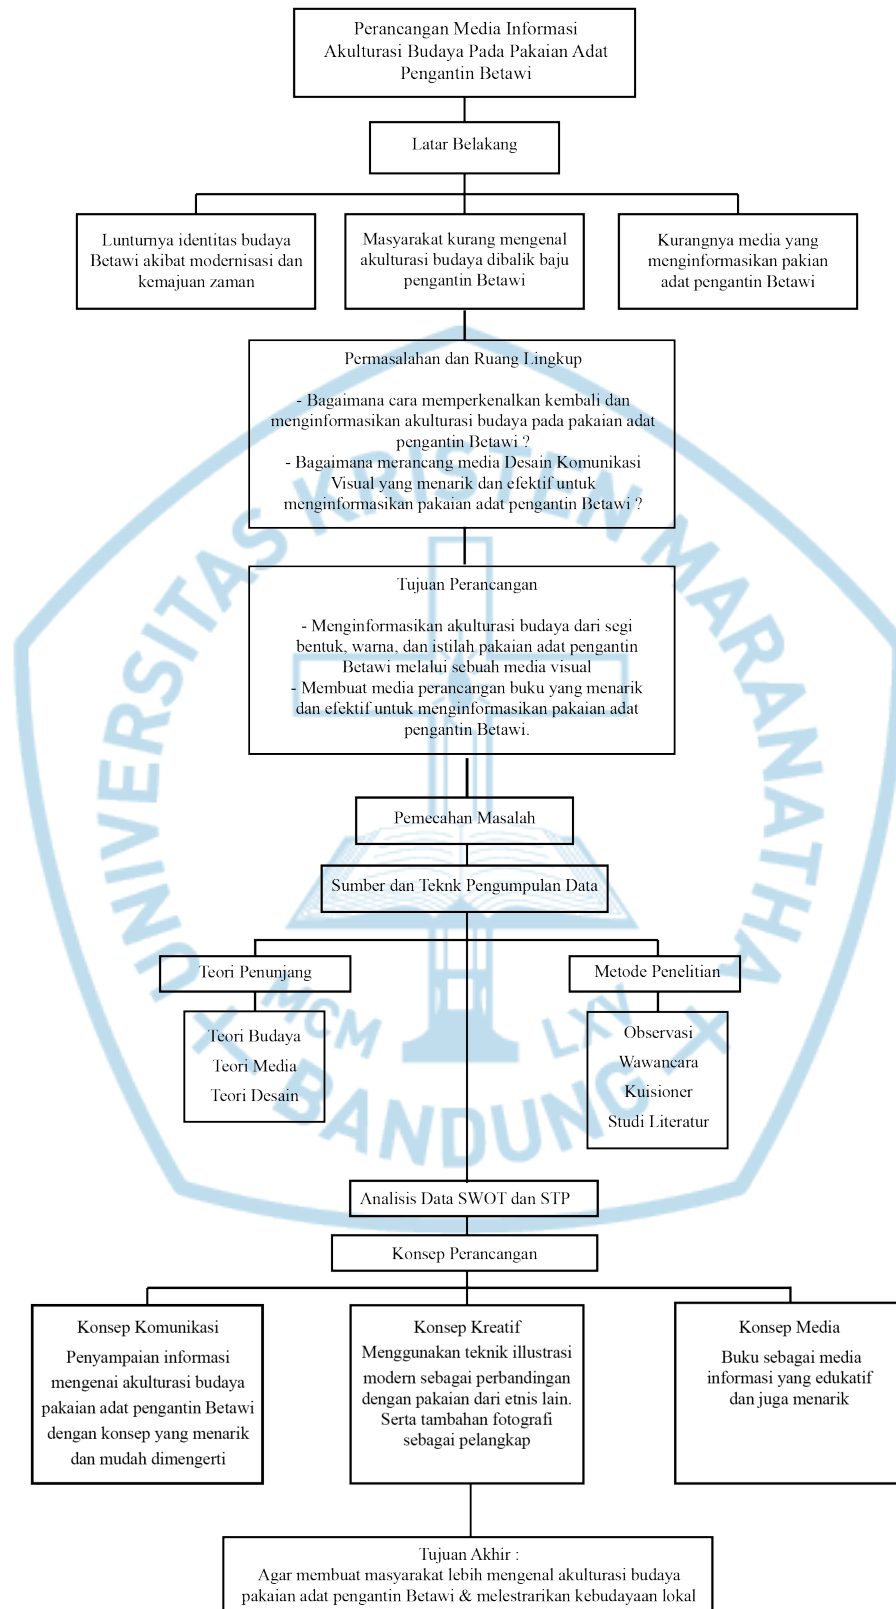 Perancangan Media Informasi
Akulturasi Budaya Pada Pakaian Adat
Pengantin Betawi
Latar Belakang
Lunturnya identitas budaya
Betawi akibat modernisasi dan
kemajuan zaman
Masyarakat kurang mengenal
akulturasi budaya dibalik baju
pengantin Betawi
Kurangnya media yang
menginformasikan pakian
adat pengantin Betawi
Permasalahan dan Ruang Lingkup
- Bagaimana cara memperkenalkan kembali dan
menginformasikan akulturasi budaya pada pakaian adat
pengantin Betawi ?
- Bagaimana merancang media Desain Komunikasi
Visual yang menarik dan efektif untuk
menginformasikan pakaian adat pengantin Betawi ?
Tujuan Perancangan
- Menginformasikan akulturasi budaya dari segi
bentuk, warna, dan istilah pakaian adat pengantin
Betawi melalui sebuah media visual
- Membuat media perancangan buku yang menarik
dan efektif untuk menginformasikan pakaian adat
pengantin Betawi.
Pemecahan Masalah
Sumber dan Teknk Pengumpulan Data
Teori Penunjang
Teori Budaya
Teori Media
Teori Desain
Metode Penelitian
Observasi
Wawancara
Kuisioner
Studi Literatur
Analisis Data SWOT dan STP
Konsep Perancangan
Konsep Komunikasi
Penyampaian informasi
mengenai akulturasi budaya
pakaian adat pengantin Betawi
dengan konsep yang menarik
dan mudah dimengerti
Konsep Kreatif
Menggunakan teknik illustrasi
modern sebagai perbandingan
dengan pakaian dari etnis lain.
Serta tambahan fotografi
sebagai pelangkap
Konsep Media
Buku sebagai media
informasi yang edukatif
dan juga menarik
Tujuan Akhir :
Agar membuat masyarakat lebih mengenal akulturasi budaya
pakaian adat pengantin Betawi & melestrarikan kebudayaan lokal
UNIVERSITAS KRISTEN MARANATHA
MCM LXV
BANDUNG